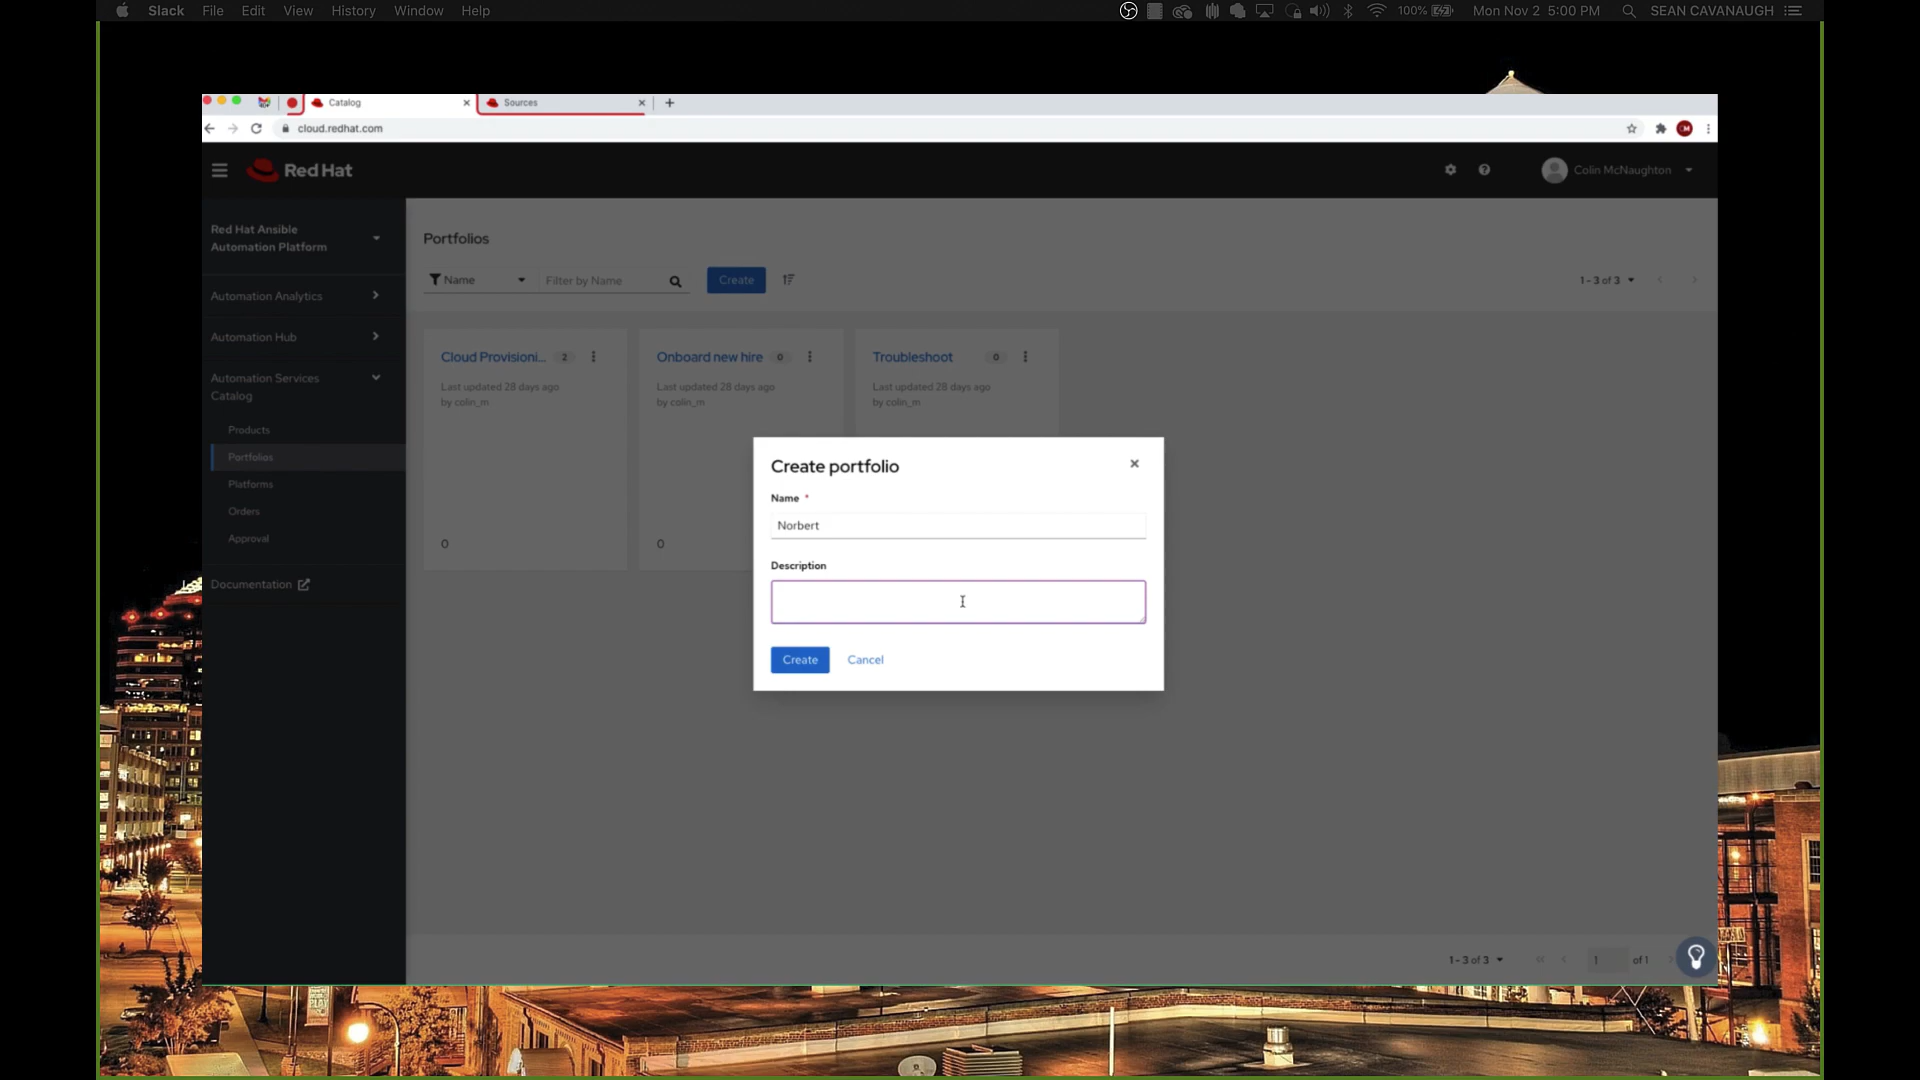 Slack File Edit View History Window Help
100% Mon Nov 2 5:00 PM SEAN CAVANAUGH
Catalog
Sources
cloud.redhat.com
CM
Red Hat
Colin McNaughton
Red Hat Ansible
Automation Platform
Automation Analytics
Automation Hub
Automation Services
Catalog
Products
Portfolios
Platforms
Orders
Approval
Documentation
Portfolios
Name
Filter by Name
Create
1 - 3 of 3
Cloud Provisioni... 2
Last updated 28 days ago
by colin_m
0
Onboard new hire 0
Last updated 28 days ago
by colin_m
0
Troubleshoot 0
Last updated 28 days ago
by colin_m
Create portfolio
Name *
Norbert
Description
Create Cancel
1 - 3 of 3
1 of 1